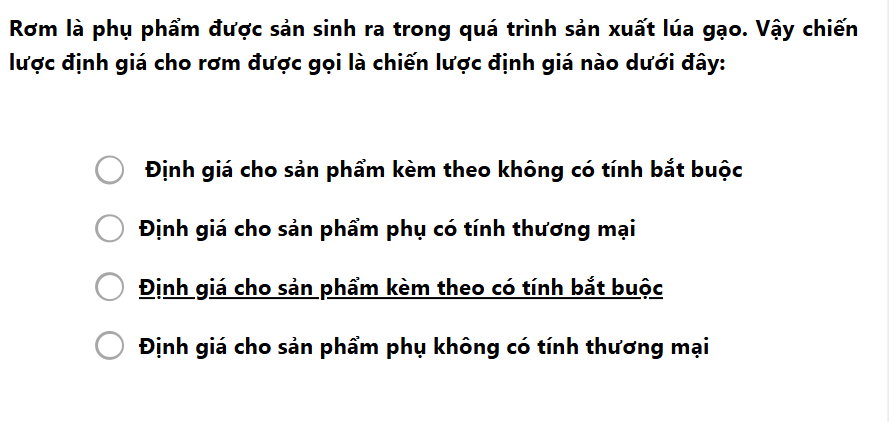 Rơm là phụ phẩm được sản sinh ra trong quá trình sản xuất lúa gạo. Vậy chiến
lược định giá cho rơm được gọi là chiến lược định giá nào dưới đây:
Định giá cho sản phẩm kèm theo không có tính bắt buộc
Định giá cho sản phẩm phụ có tính thương mại
Định giá cho sản phẩm kèm theo có tính bắt buộc
Định giá cho sản phẩm phụ không có tính thương mại